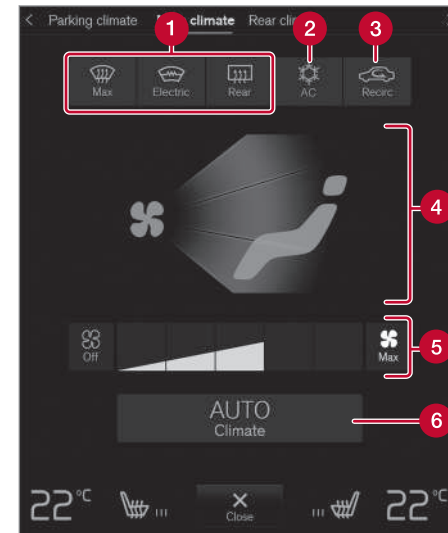 Parking climate climate Rear
1 2 3
Max Electric Rear AC Recirc
4
Off Max 5
AUTO
Climate 6
22°C 22°C
Close